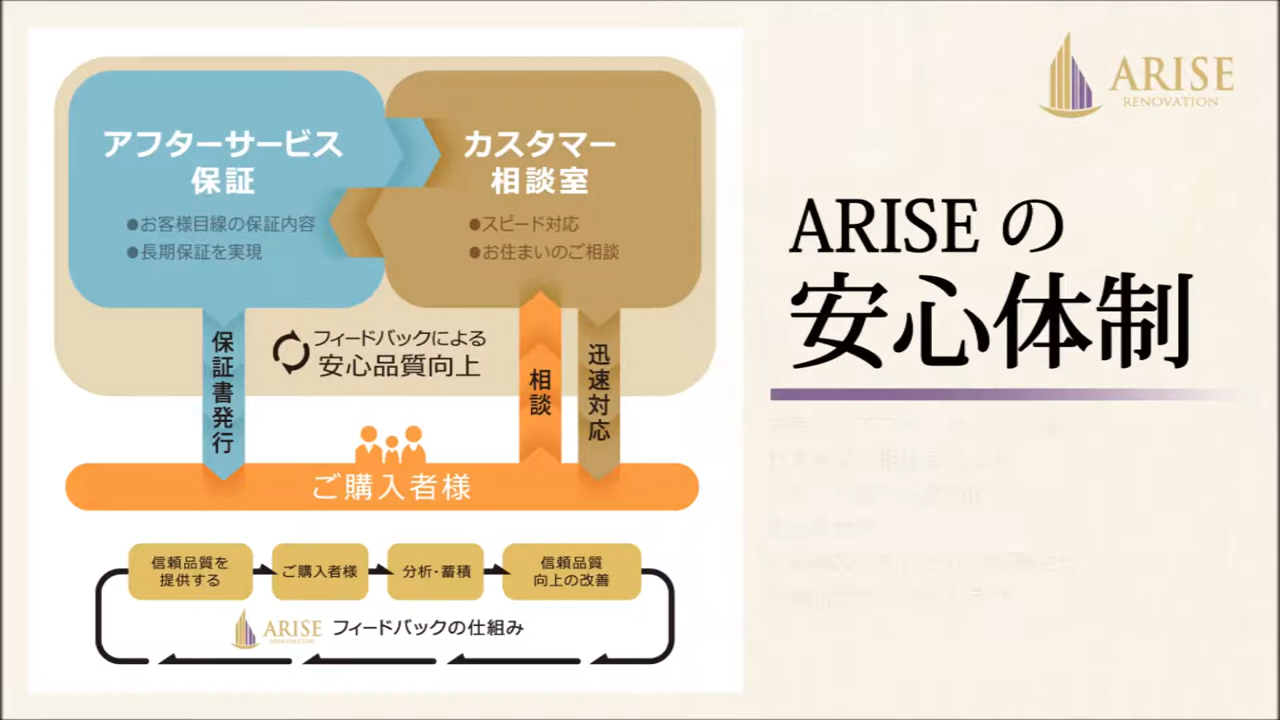 アフターサービス
保証
●お客様目線の保証内容
●長期保証を実現
カスタマー
相談室
●スピード対応
●お住まいのご相談
保証書発行
フィードバックによる
安心品質向上
相談
迅速対応
ご購入者様
信頼品質を
提供する
ご購入者様
分析・蓄積
信頼品質
向上の改善
ARISE
RENOVATION
フィードバックの仕組み
ARISE
RENOVATION
ARISE の
安心体制